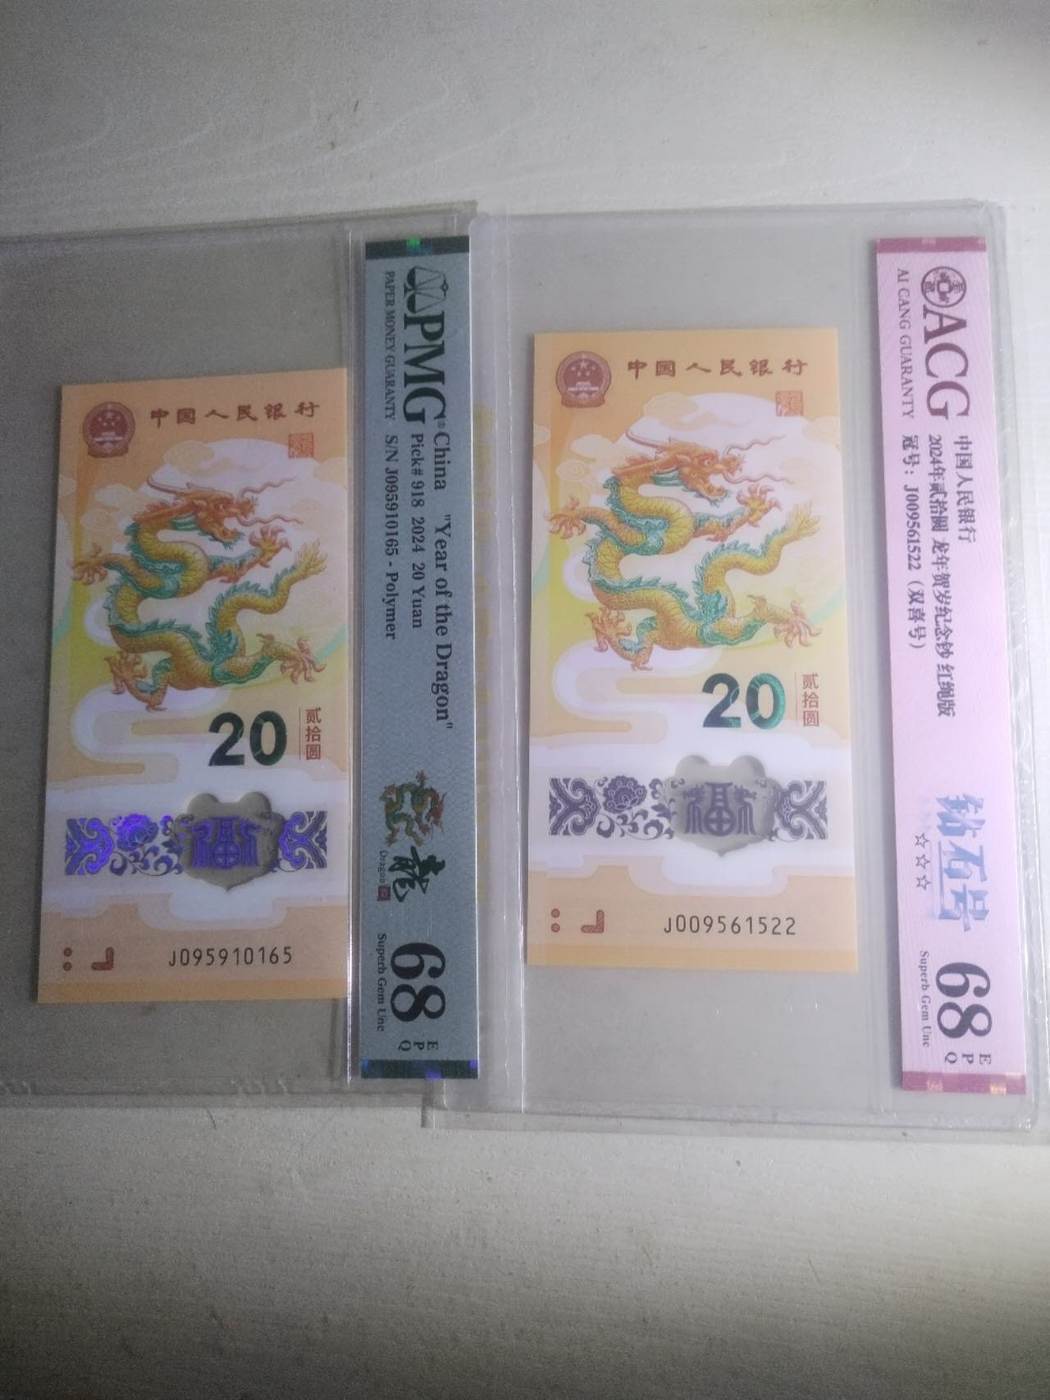 中国人民银行
20
贰拾圆
福
J095910165
PMG®
PAPER MONEY GUARANTY
China "Year of the Dragon"
Pick# 918 2024 20 Yuan
S/N J095910165 - Polymer
龍
Dragon
68
EPQ
Superb Gem Unc
中国人民银行
20
贰拾圆
福
J009561522
ACG
AI CANG GUARANTY
中国人民银行
2024年贰拾圆 龙年贺岁纪念钞 红绳版
冠号：J009561522（双喜号）
钻石号
☆☆☆
68
EPQ
Superb Gem Unc